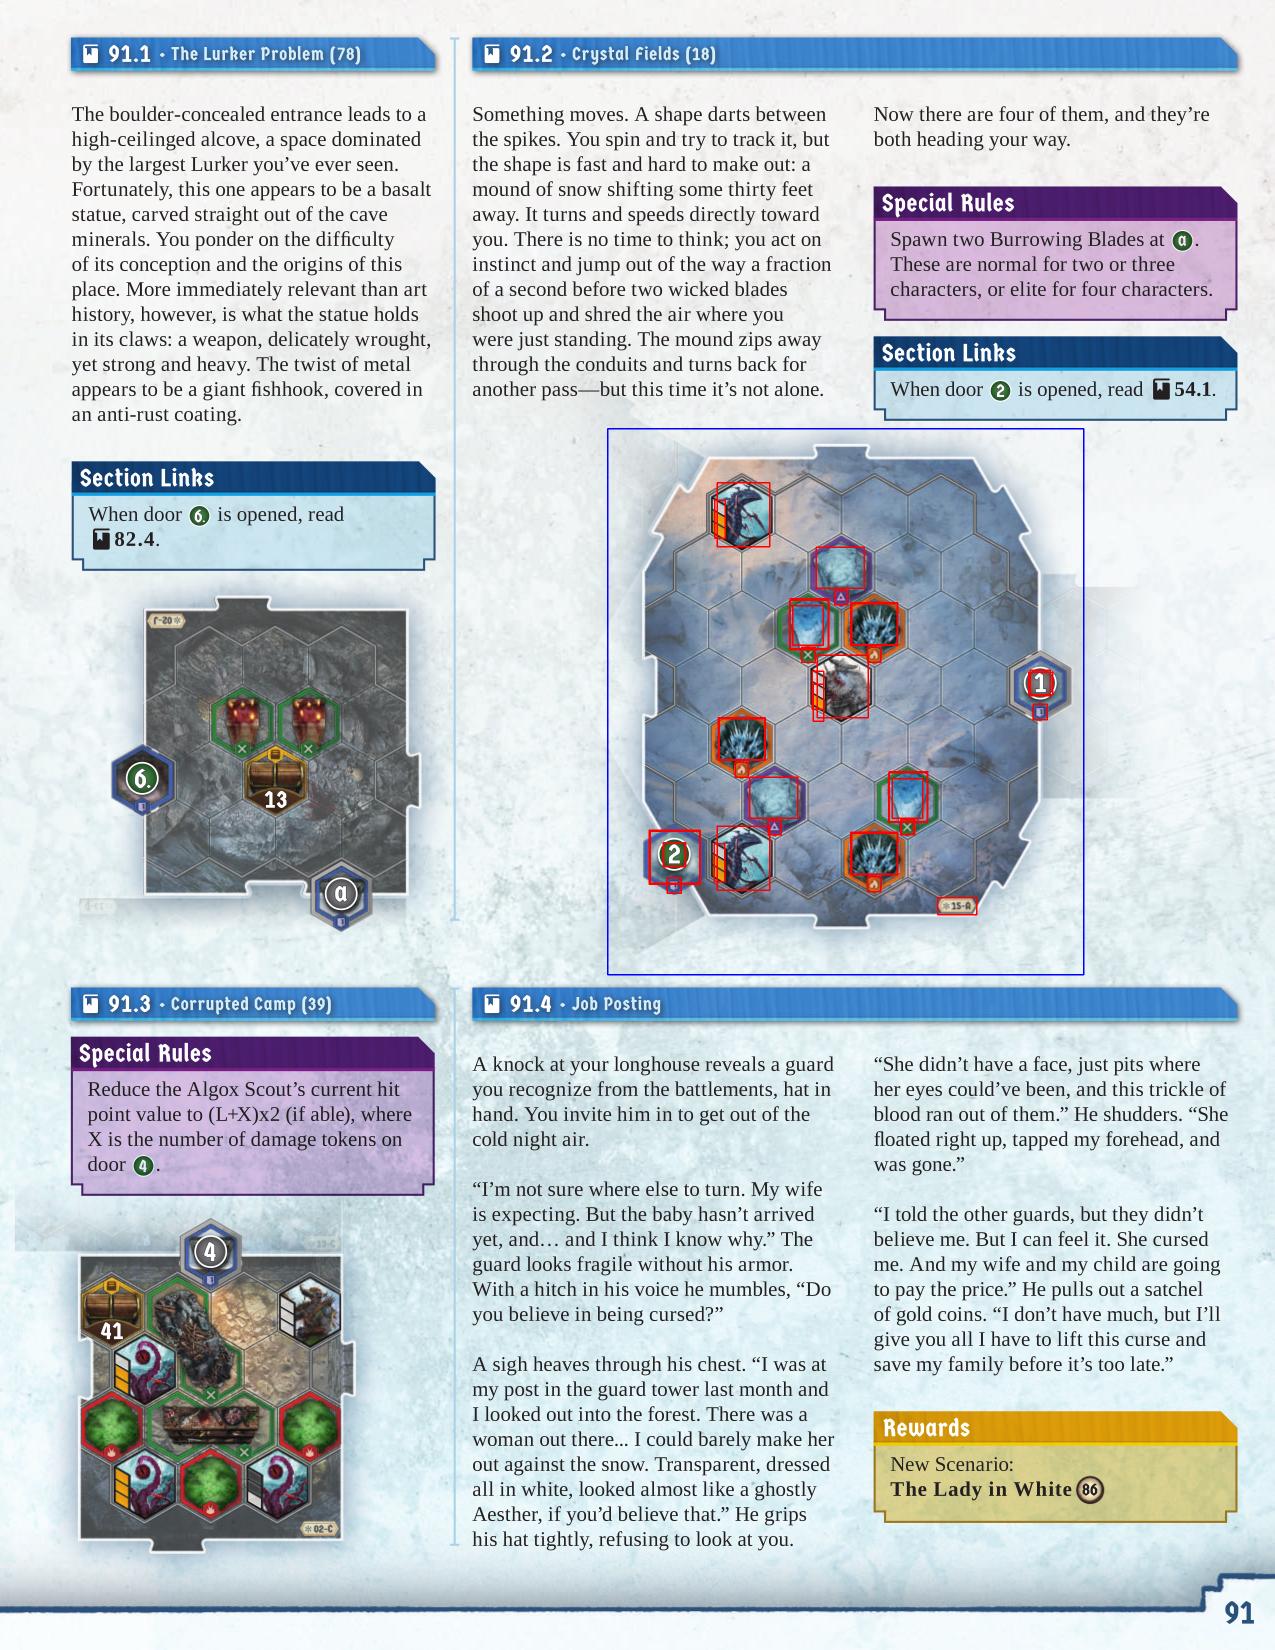 91.1 • The Lurker Problem (78)
The boulder-concealed entrance leads to a
high-ceilinged alcove, a space dominated
by the largest Lurker you’ve ever seen.
Fortunately, this one appears to be a basalt
statue, carved straight out of the cave
minerals. You ponder on the difficulty
of its conception and the origins of this
place. More immediately relevant than art
history, however, is what the statue holds
in its claws: a weapon, delicately wrought,
yet strong and heavy. The twist of metal
appears to be a giant fishhook, covered in
an anti-rust coating.
Section Links
When door 6. is opened, read
82.4.
6.
13
a
91.2 • Crystal Fields (18)
Something moves. A shape darts between
the spikes. You spin and try to track it, but
the shape is fast and hard to make out: a
mound of snow shifting some thirty feet
away. It turns and speeds directly toward
you. There is no time to think; you act on
instinct and jump out of the way a fraction
of a second before two wicked blades
shoot up and shred the air where you
were just standing. The mound zips away
through the conduits and turns back for
another pass—but this time it’s not alone.
Now there are four of them, and they’re
both heading your way.
Special Rules
Spawn two Burrowing Blades at a.
These are normal for two or three
characters, or elite for four characters.
Section Links
When door 2 is opened, read 54.1.
1
2
15-A
91.3 • Corrupted Camp (39)
Special Rules
Reduce the Algox Scout’s current hit
point value to (L+X)x2 (if able), where
X is the number of damage tokens on
door 4.
4
41
02-C
91.4 • Job Posting
A knock at your longhouse reveals a guard
you recognize from the battlements, hat in
hand. You invite him in to get out of the
cold night air.
“I’m not sure where else to turn. My wife
is expecting. But the baby hasn’t arrived
yet, and… and I think I know why.” The
guard looks fragile without his armor.
With a hitch in his voice he mumbles, “Do
you believe in being cursed?”
A sigh heaves through his chest. “I was at
my post in the guard tower last month and
I looked out into the forest. There was a
woman out there... I could barely make her
out against the snow. Transparent, dressed
all in white, looked almost like a ghostly
Aesther, if you’d believe that.” He grips
his hat tightly, refusing to look at you.
“She didn’t have a face, just pits where
her eyes could’ve been, and this trickle of
blood ran out of them.” He shudders. “She
floated right up, tapped my forehead, and
was gone.”
“I told the other guards, but they didn’t
believe me. But I can feel it. She cursed
me. And my wife and my child are going
to pay the price.” He pulls out a satchel
of gold coins. “I don’t have much, but I’ll
give you all I have to lift this curse and
save my family before it’s too late.”
Rewards
New Scenario:
The Lady in White 86
91